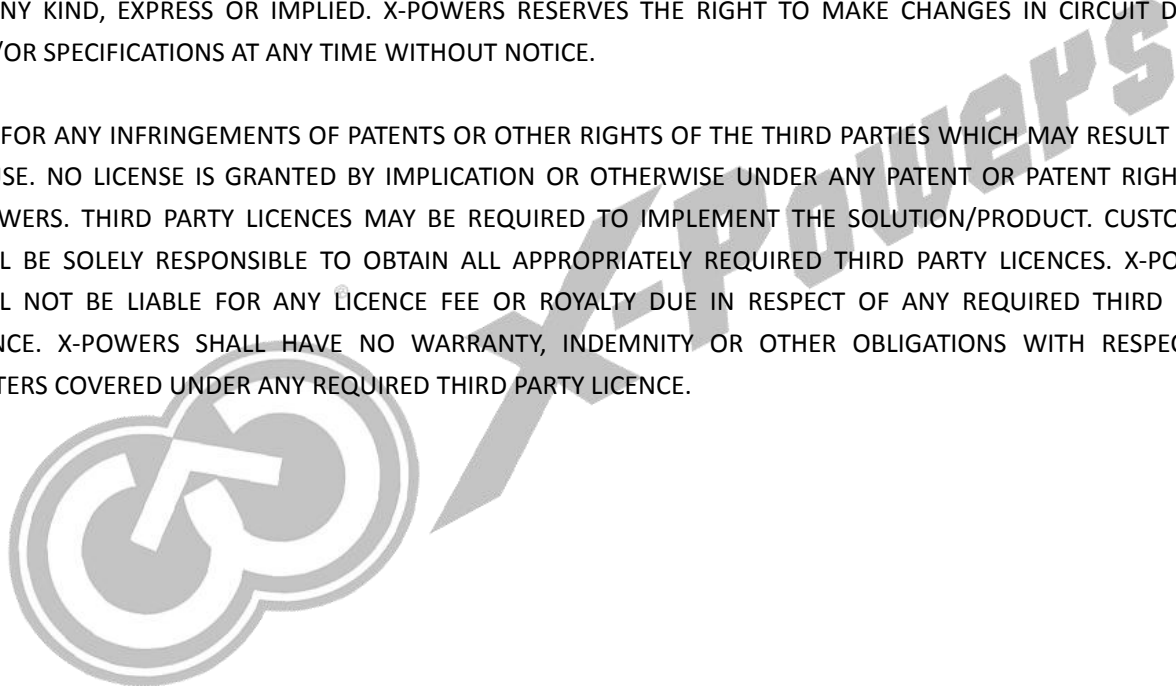 NY KIND, EXPRESS OR IMPLIED. X-POWERS RESERVES THE RIGHT TO MAKE CHANGES IN CIRCUIT D
/OR SPECIFICATIONS AT ANY TIME WITHOUT NOTICE.
FOR ANY INFRINGEMENTS OF PATENTS OR OTHER RIGHTS OF THE THIRD PARTIES WHICH MAY RESULT
SE. NO LICENSE IS GRANTED BY IMPLICATION OR OTHERWISE UNDER ANY PATENT OR PATENT RIGH
WERS. THIRD PARTY LICENCES MAY BE REQUIRED TO IMPLEMENT THE SOLUTION/PRODUCT. CUSTO
L BE SOLELY RESPONSIBLE TO OBTAIN ALL APPROPRIATELY REQUIRED THIRD PARTY LICENCES. X-PO
L NOT BE LIABLE FOR ANY LICENCE FEE OR ROYALTY DUE IN RESPECT OF ANY REQUIRED THIRD
NCE. X-POWERS SHALL HAVE NO WARRANTY, INDEMNITY OR OTHER OBLIGATIONS WITH RESPEC
TERS COVERED UNDER ANY REQUIRED THIRD PARTY LICENCE.
X-Powers
®